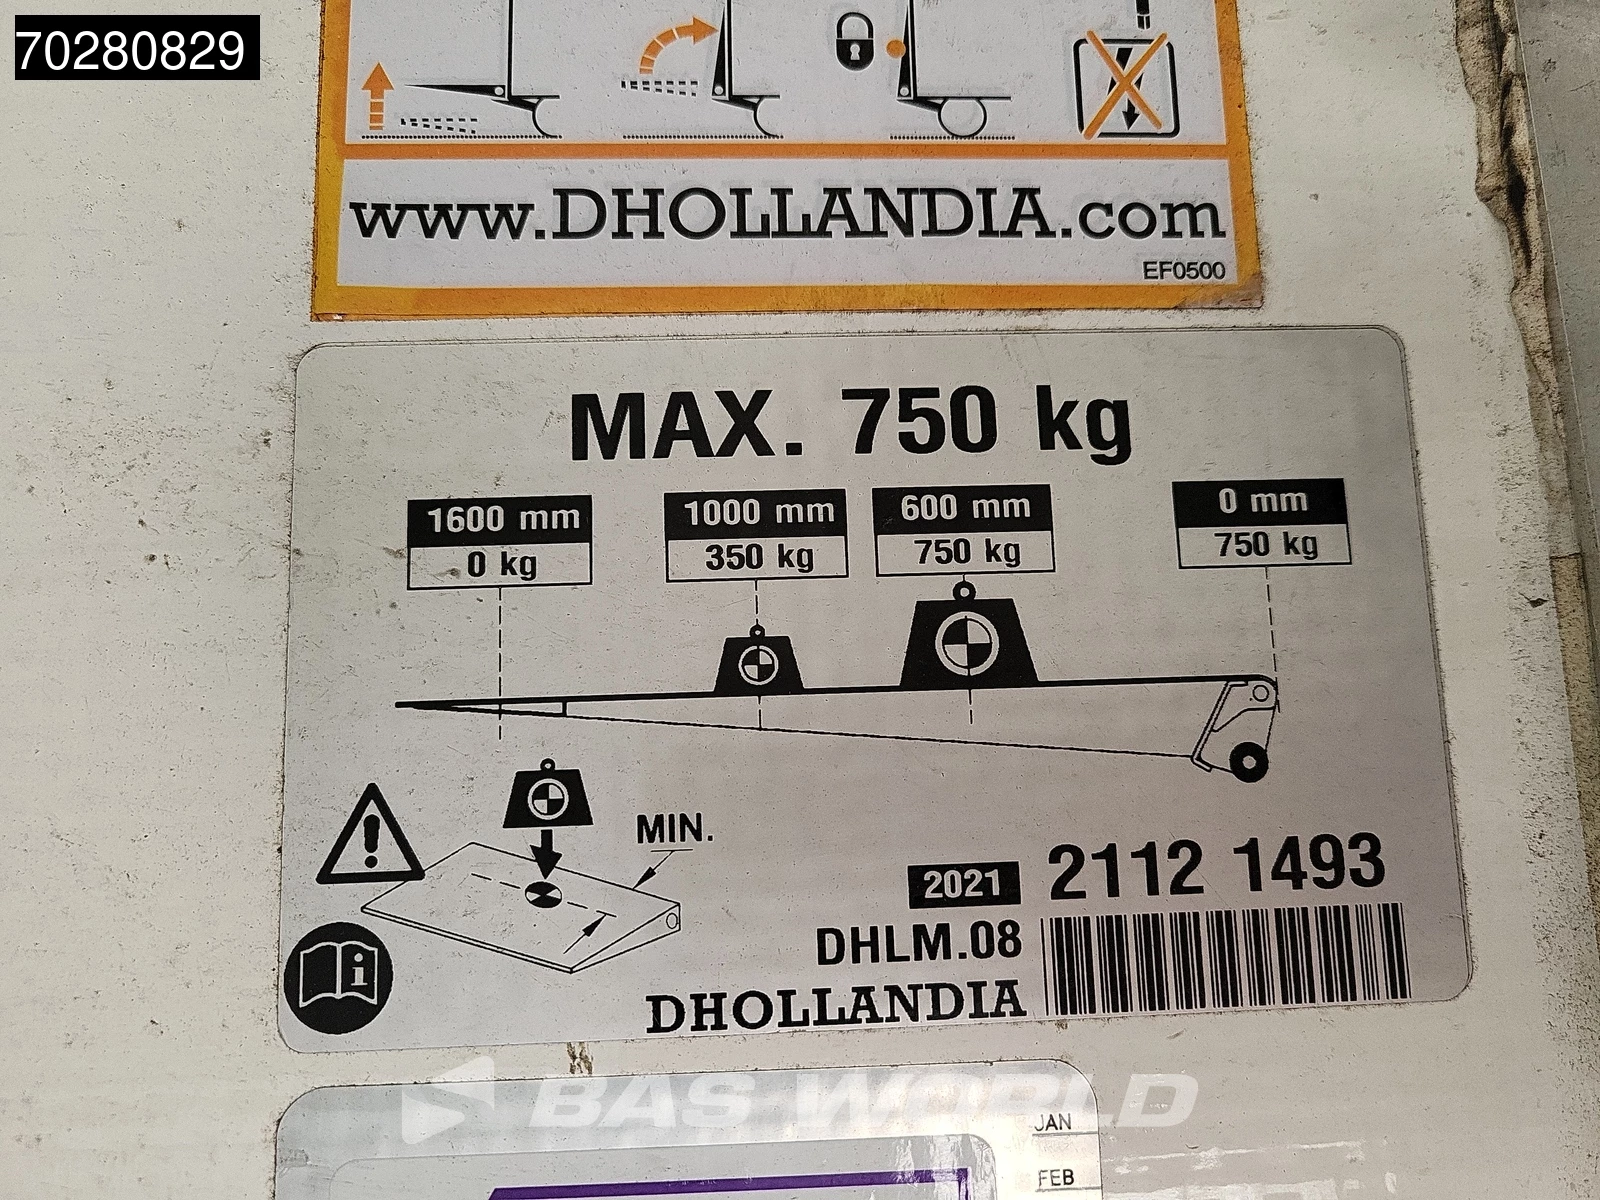 70280829
www.DHOLLANDIA.com
EF0500
MAX. 750 kg
1600 mm
0 kg
1000 mm
350 kg
600 mm
750 kg
0 mm
750 kg
MIN.
2021 2112 1493
DHLM.08
DHOLLANDIA
BAS WORLD
JAN
FEB